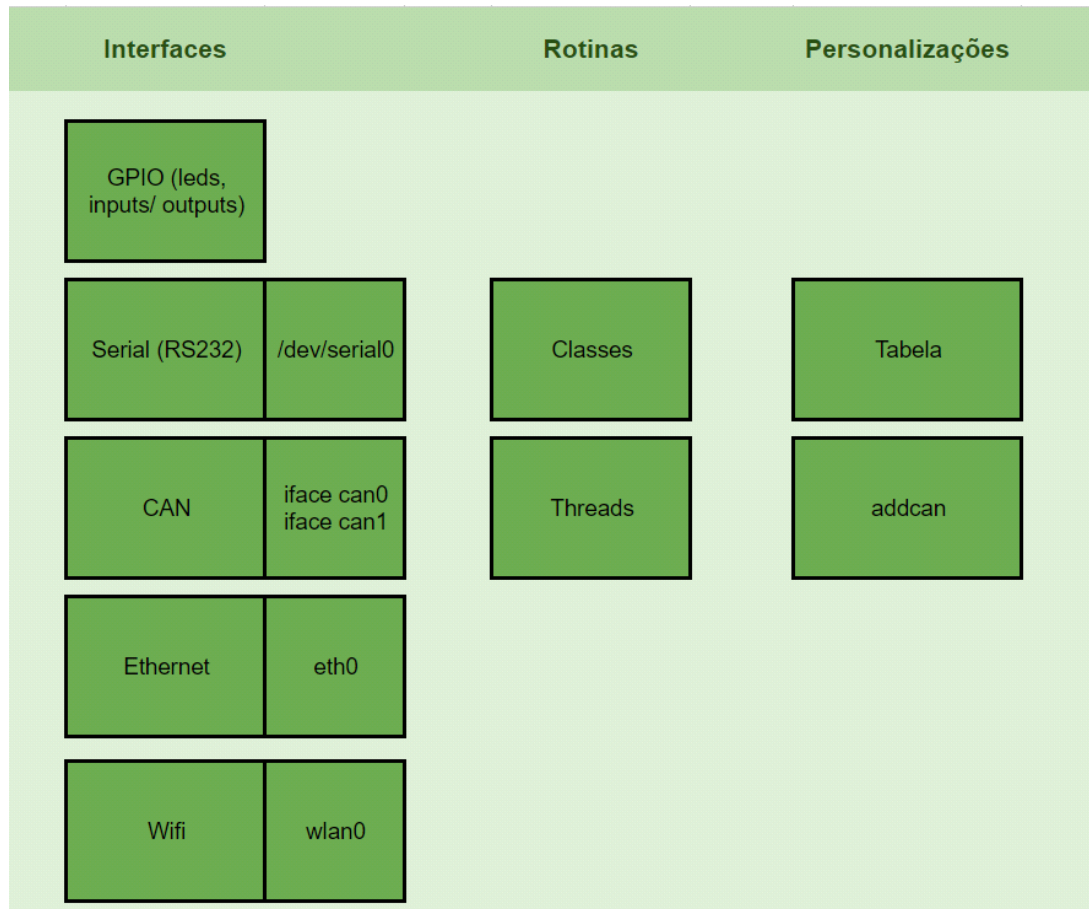 Interfaces
Rotinas
Personalizações
GPIO (leds,
inputs/ outputs)
Serial (RS232)
/dev/serial0
Classes
Tabela
CAN
iface can0
iface can1
Threads
addcan
Ethernet
eth0
Wifi
wlan0